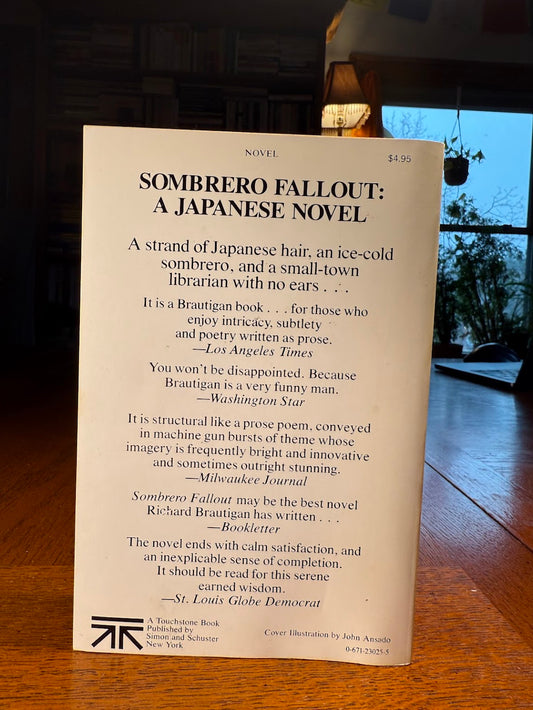 NOVEL
$4.95
SOMBRERO FALLOUT:
A JAPANESE NOVEL
A strand of Japanese hair, an ice-cold
sombrero, and a small-town
librarian with no ears . . .
It is a Brautigan book . . . for those who
enjoy intricacy, subtlety
and poetry written as prose.
—Los Angeles Times
You won't be disappointed. Because
Brautigan is a very funny man.
—Washington Star
It is structural like a prose poem, conveyed
in machine gun bursts of theme whose
imagery is frequently bright and innovative
and sometimes outright stunning.
—Milwaukee Journal
Sombrero Fallout may be the best novel
Richard Brautigan has written . . .
—Bookletter
The novel ends with calm satisfaction, and
an inexplicable sense of completion.
It should be read for this serene
earned wisdom.
—St. Louis Globe Democrat
A Touchstone Book
Published by
Simon and Schuster
New York
Cover Illustration by John Ansado
0-671-23025-5